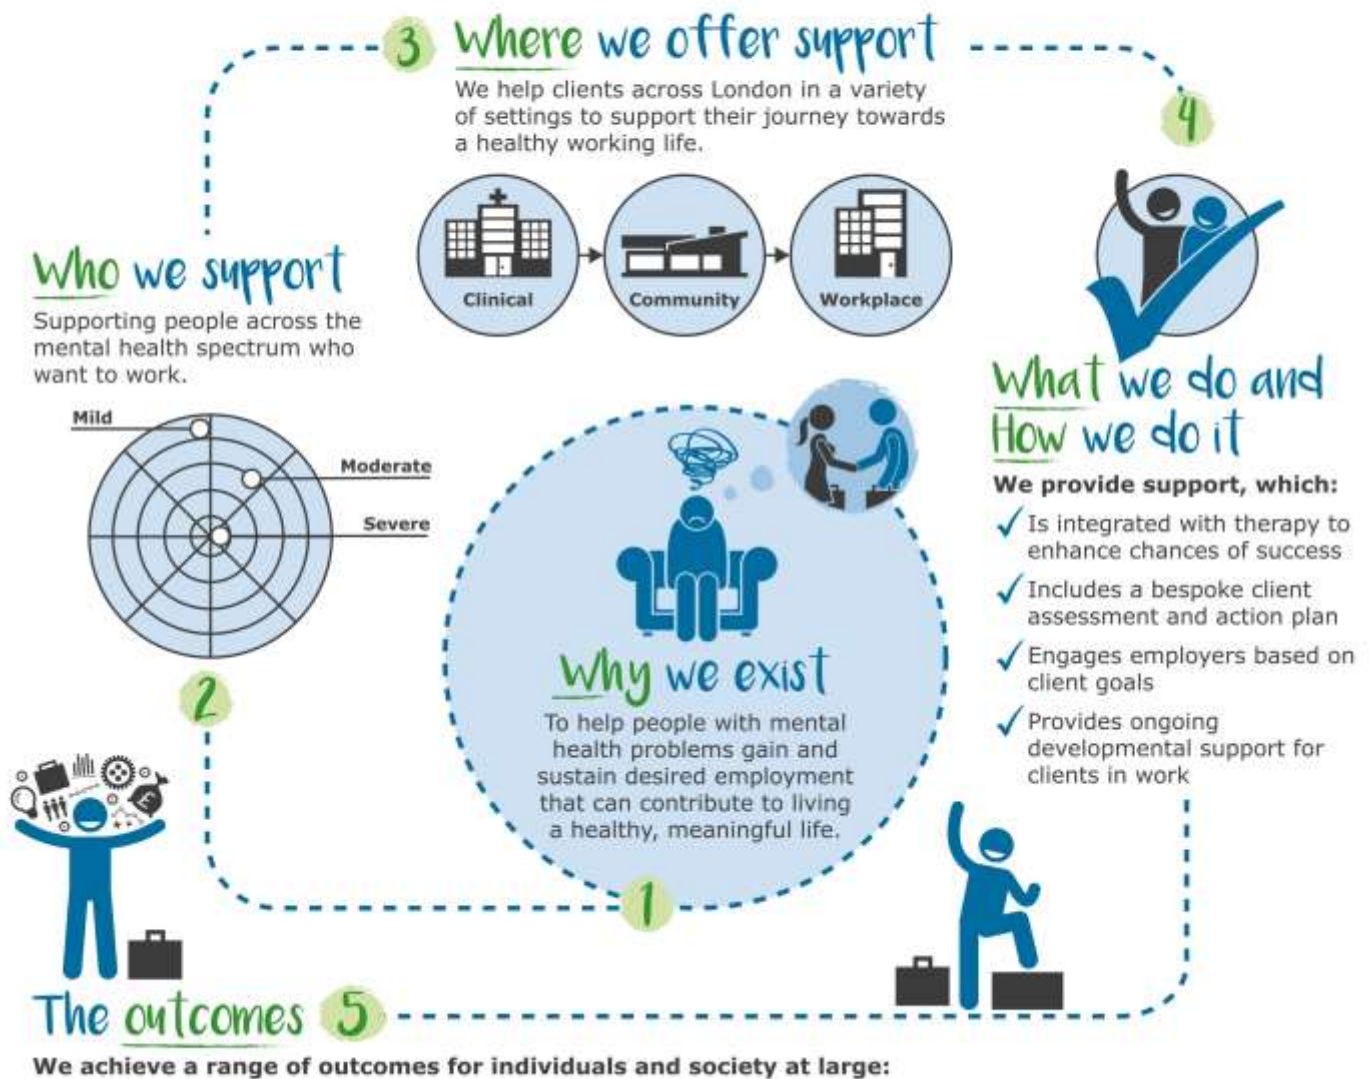 3
Where we offer support
We help clients across London in a variety
of settings to support their journey towards
a healthy working life.
Clinical
Community
Workplace
Who we support
Supporting people across the
mental health spectrum who
want to work.
Mild
Moderate
Severe
2
Why we exist
To help people with mental
health problems gain and
sustain desired employment
that can contribute to living
a healthy, meaningful life.
1
4
What we do and
How we do it
We provide support, which:
Is integrated with therapy to
enhance chances of success
Includes a bespoke client
assessment and action plan
Engages employers based on
client goals
Provides ongoing
developmental support for
clients in work
£
The outcomes 5
We achieve a range of outcomes for individuals and society at large: